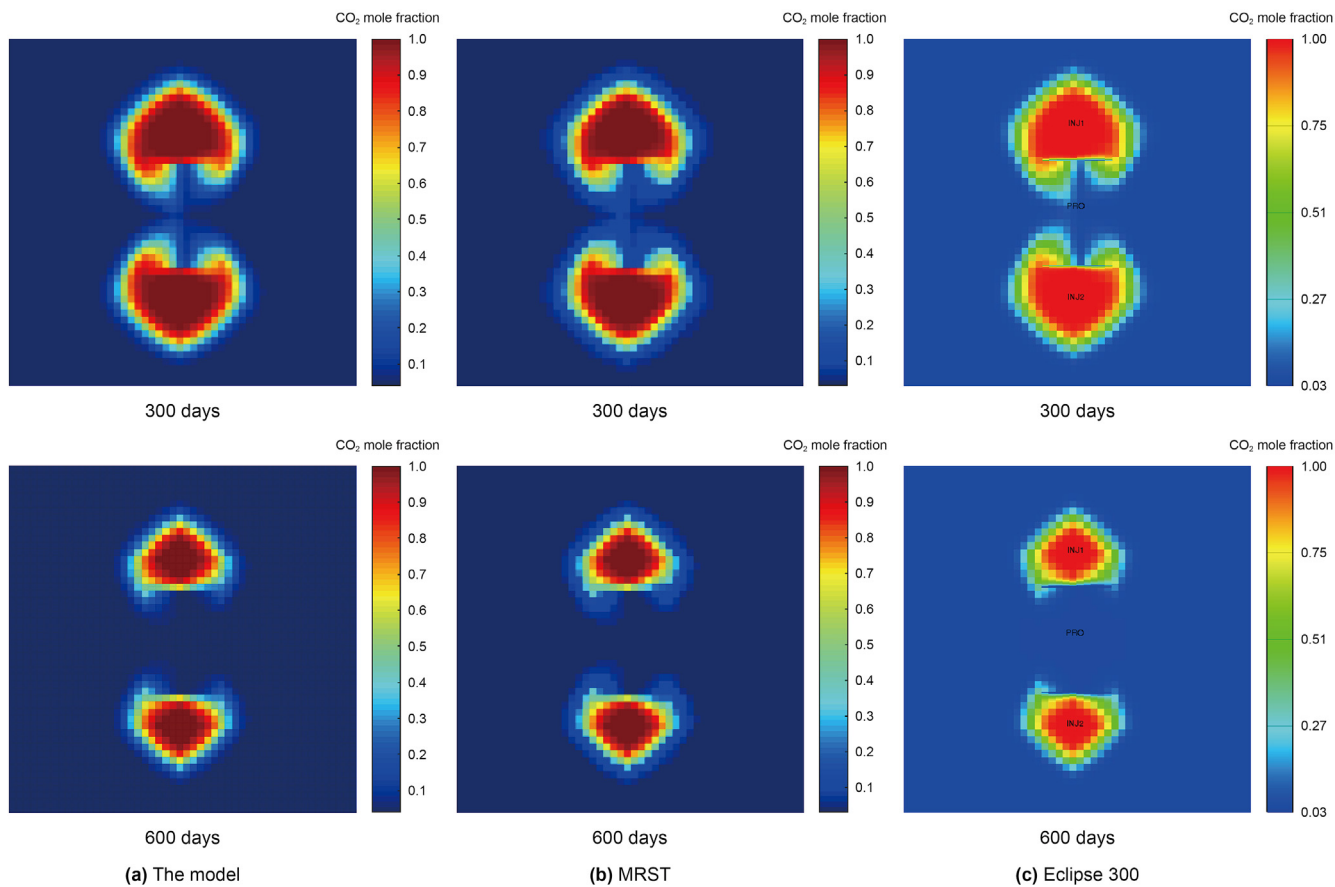 CO₂ mole fraction
1.0
0.9
0.8
0.7
0.6
0.5
0.4
0.3
0.2
0.1
300 days
CO₂ mole fraction
1.0
0.9
0.8
0.7
0.6
0.5
0.4
0.3
0.2
0.1
300 days
CO₂ mole fraction
1.00
0.75
0.51
0.27
0.03
INJ1
PRO
INJ2
300 days
CO₂ mole fraction
1.0
0.9
0.8
0.7
0.6
0.5
0.4
0.3
0.2
0.1
600 days
(a) The model
CO₂ mole fraction
1.0
0.9
0.8
0.7
0.6
0.5
0.4
0.3
0.2
0.1
600 days
(b) MRST
CO₂ mole fraction
1.00
0.75
0.51
0.27
0.03
INJ1
PRO
INJ2
600 days
(c) Eclipse 300